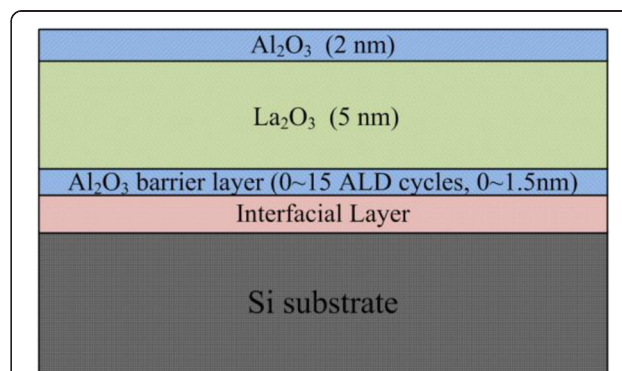 Al₂O₃ (2 nm)
La₂O₃ (5 nm)
Al₂O₃ barrier layer (0~15 ALD cycles, 0~1.5nm)
Interfacial Layer
Si substrate